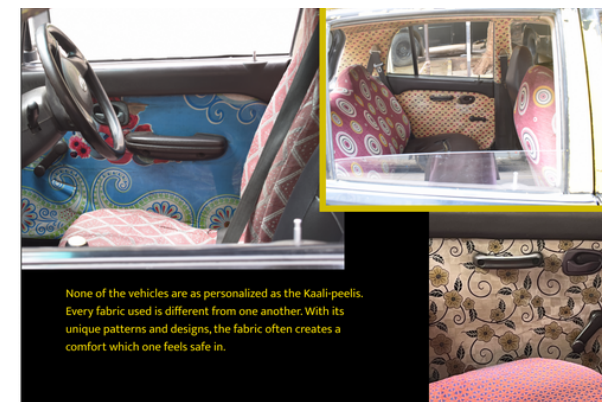 None of the vehicles are as personalized as the Kaali-peelis.
Every fabric used is different from one another. With its
unique patterns and designs, the fabric often creates a
comfort which one feels safe in.